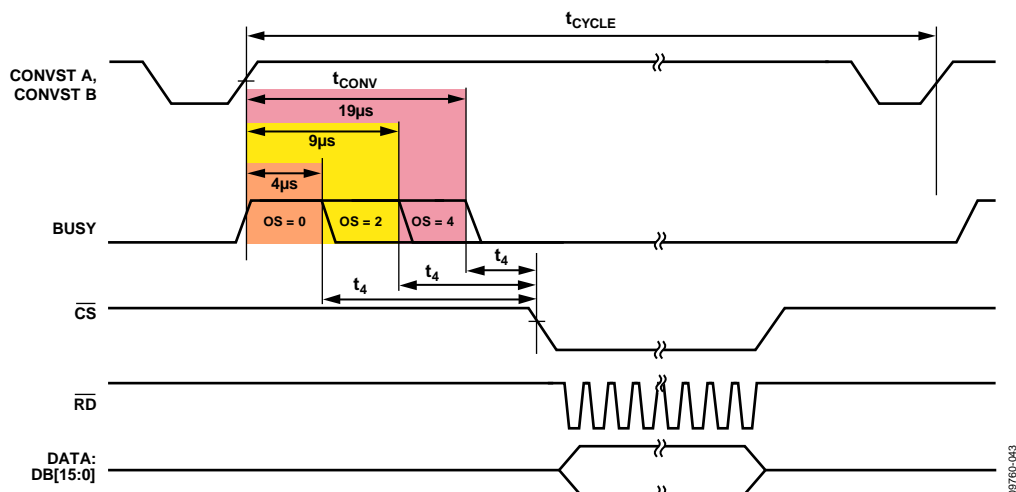 tCYCLE
CONVST A,
CONVST B
tCONV
19µs
9µs
4µs
BUSY
OS = 0
OS = 2
OS = 4
t4
t4
t4
CS
RD
DATA:
DB[15:0]
09760-043